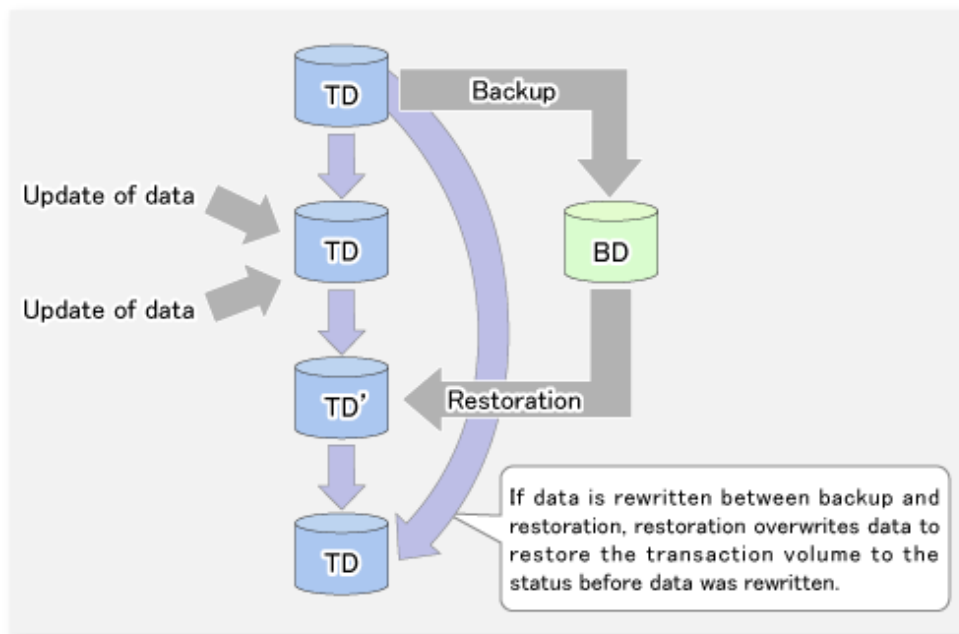 TD
Backup
Update of data
TD
BD
Update of data
TD’
Restoration
If data is rewritten between backup and
restoration, restoration overwrites data to
restore the transaction volume to the
status before data was rewritten.
TD